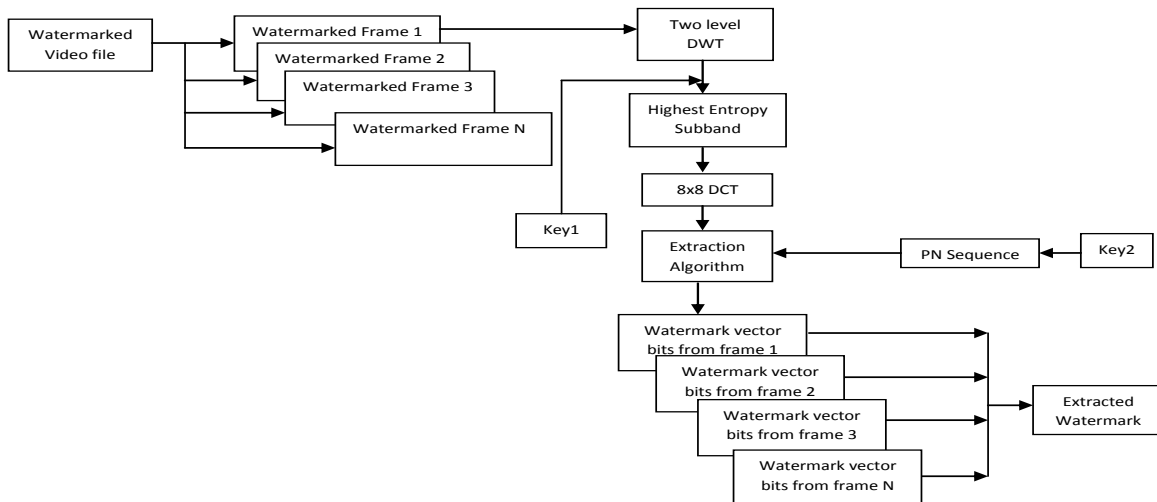 Watermarked
Video file
Watermarked Frame 1
Watermarked Frame 2
Watermarked Frame 3
Watermarked Frame N
Two level
DWT
Highest Entropy
Subband
8x8 DCT
Key1
Extraction
Algorithm
PN Sequence
Key2
Watermark vector
bits from frame 1
Watermark vector
bits from frame 2
Watermark vector
bits from frame 3
Watermark vector
bits from frame N
Extracted
Watermark